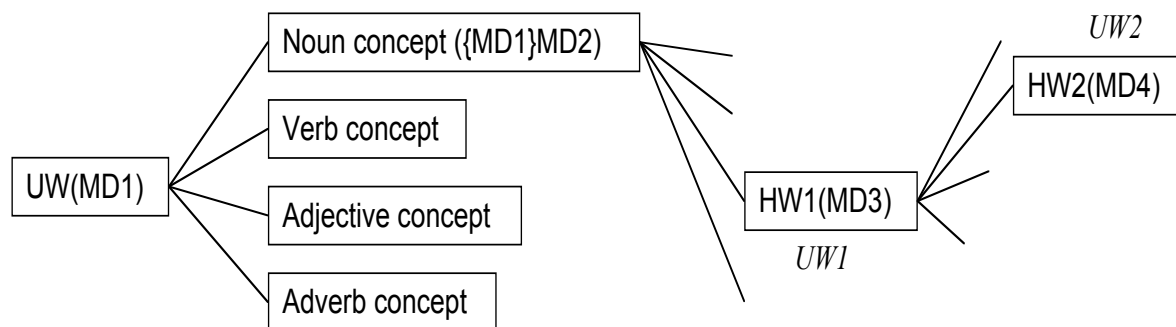 UW2
Noun concept ({MD1}MD2)
HW2(MD4)
Verb concept
UW(MD1)
HW1(MD3)
Adjective concept
UW1
Adverb concept